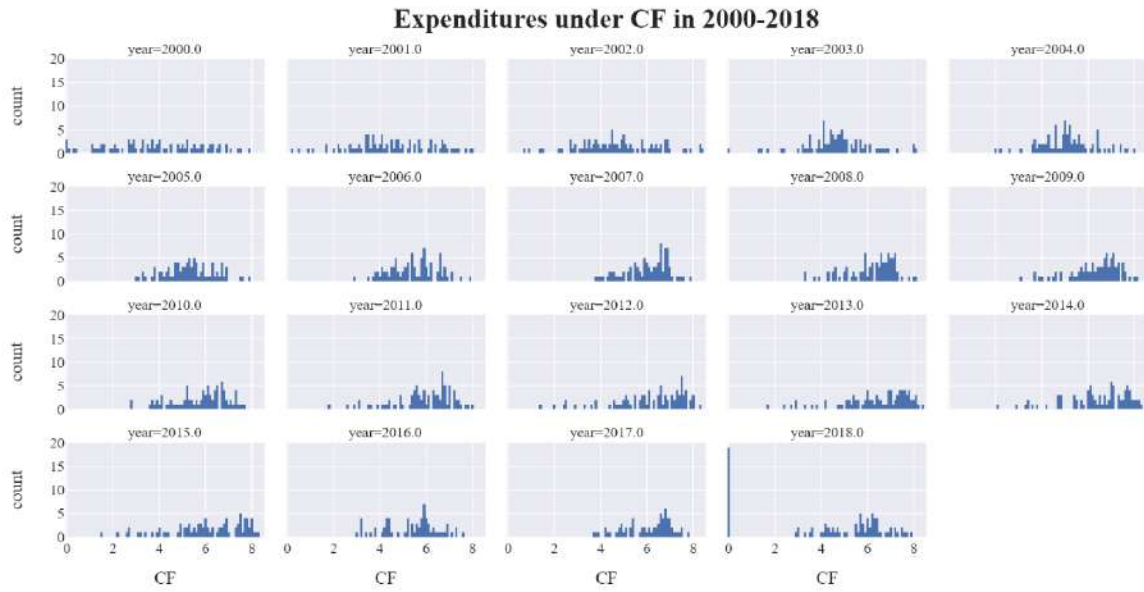 Expenditures under CF in 2000-2018
year=2000.0 year=2001.0 year=2002.0 year=2003.0 year=2004.0
20
15
count
10
5
0
year=2005.0 year=2006.0 year=2007.0 year=2008.0 year=2009.0
20
15
count
10
5
0
year=2010.0 year=2011.0 year=2012.0 year=2013.0 year=2014.0
20
15
count
10
5
0
year=2015.0 year=2016.0 year=2017.0 year=2018.0
20
15
count
10
5
0
0 2 4 6 8 0 2 4 6 8 0 2 4 6 8 0 2 4 6 8
CF CF CF CF